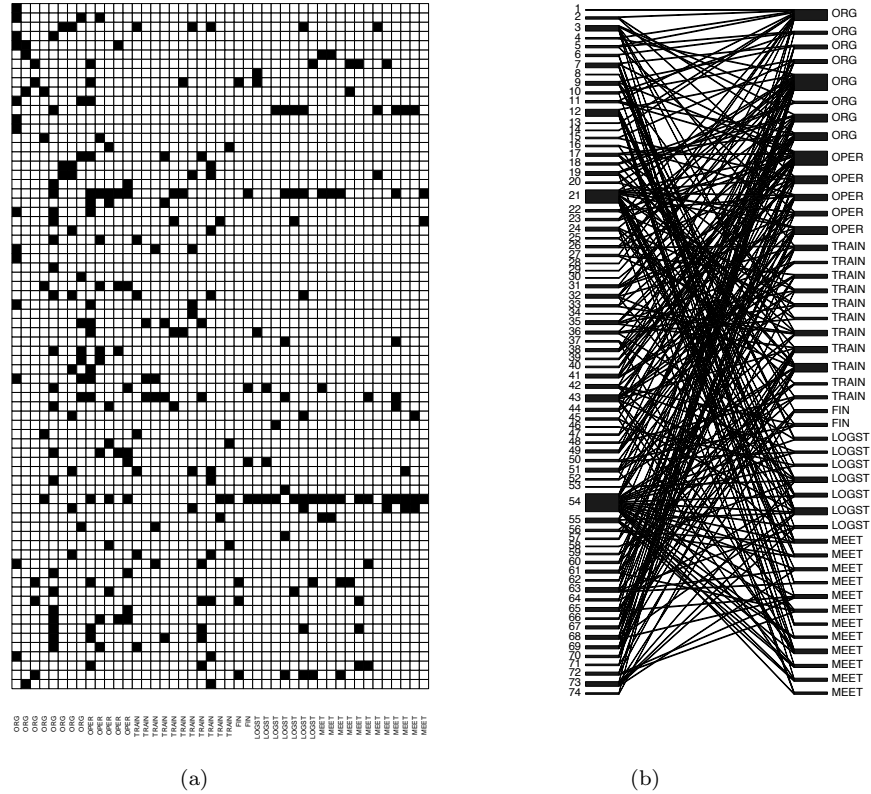 1
2
3
4
5
6
7
8
9
10
11
12
13
14
15
16
17
18
19
20
21
22
23
24
25
26
27
28
29
30
31
32
33
34
35
36
37
38
39
40
41
42
43
44
45
46
47
48
49
50
51
52
53
54
55
56
57
58
59
60
61
62
63
64
65
66
67
68
69
70
71
72
73
74
ORG
ORG
ORG
ORG
ORG
ORG
ORG
ORG
OPER
OPER
OPER
OPER
OPER
TRAIN
TRAIN
TRAIN
TRAIN
TRAIN
TRAIN
TRAIN
TRAIN
TRAIN
TRAIN
TRAIN
FIN
FIN
LOGST
LOGST
LOGST
LOGST
LOGST
LOGST
LOGST
MEET
MEET
MEET
MEET
MEET
MEET
MEET
MEET
MEET
MEET
MEET
MEET
ORG
ORG
ORG
ORG
ORG
ORG
ORG
ORG
OPER
OPER
OPER
OPER
OPER
TRAIN
TRAIN
TRAIN
TRAIN
TRAIN
TRAIN
TRAIN
TRAIN
TRAIN
TRAIN
TRAIN
FIN
FIN
LOGST
LOGST
LOGST
LOGST
LOGST
LOGST
LOGST
MEET
MEET
MEET
MEET
MEET
MEET
MEET
MEET
MEET
MEET
MEET
MEET
(a)
(b)